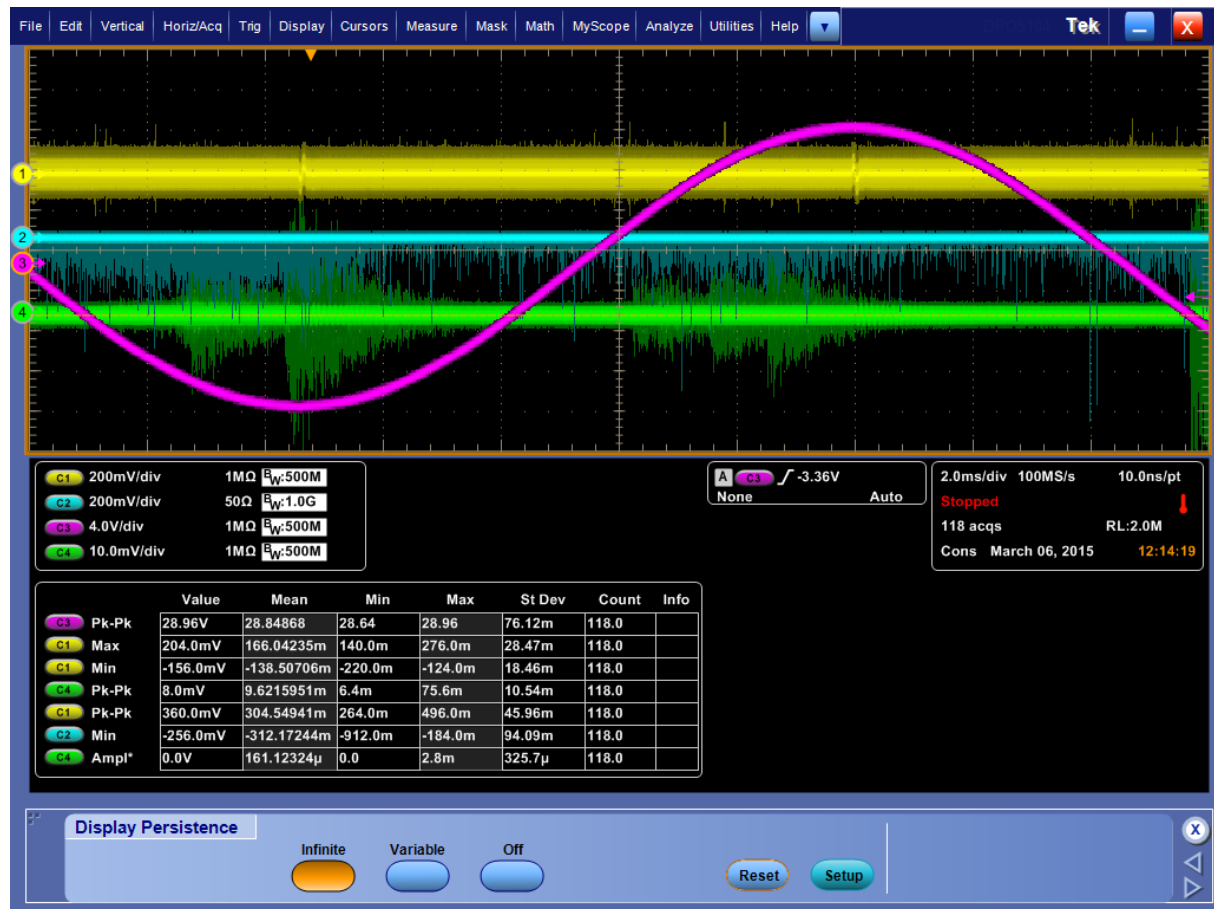 File Edit Vertical Horiz/Acq Trig Display Cursors Measure Mask Math MyScope Analyze Utilities Help Tek X
1
2
3
4
C1 200mV/div 1MΩ BW:500M
C2 200mV/div 50Ω BW:1.0G
C3 4.0V/div 1MΩ BW:500M
C4 10.0mV/div 1MΩ BW:500M
A C3 -3.36V
None Auto
2.0ms/div 100MS/s 10.0ns/pt
Stopped
118 acqs RL:2.0M
Cons March 06, 2015 12:14:19
Value Mean Min Max St Dev Count Info
C3 Pk-Pk 28.96V 28.84868 28.64 28.96 76.12m 118.0
C1 Max 204.0mV 166.04235m 140.0m 276.0m 28.47m 118.0
C1 Min -156.0mV -138.50706m -220.0m -124.0m 18.46m 118.0
C4 Pk-Pk 8.0mV 9.6215951m 6.4m 75.6m 10.54m 118.0
C1 Pk-Pk 360.0mV 304.54941m 264.0m 496.0m 45.96m 118.0
C2 Min -256.0mV -312.17244m -912.0m -184.0m 94.09m 118.0
C4 Ampl* 0.0V 161.12324µ 0.0 2.8m 325.7µ 118.0
Display Persistence
X
Infinite Variable Off
Reset Setup